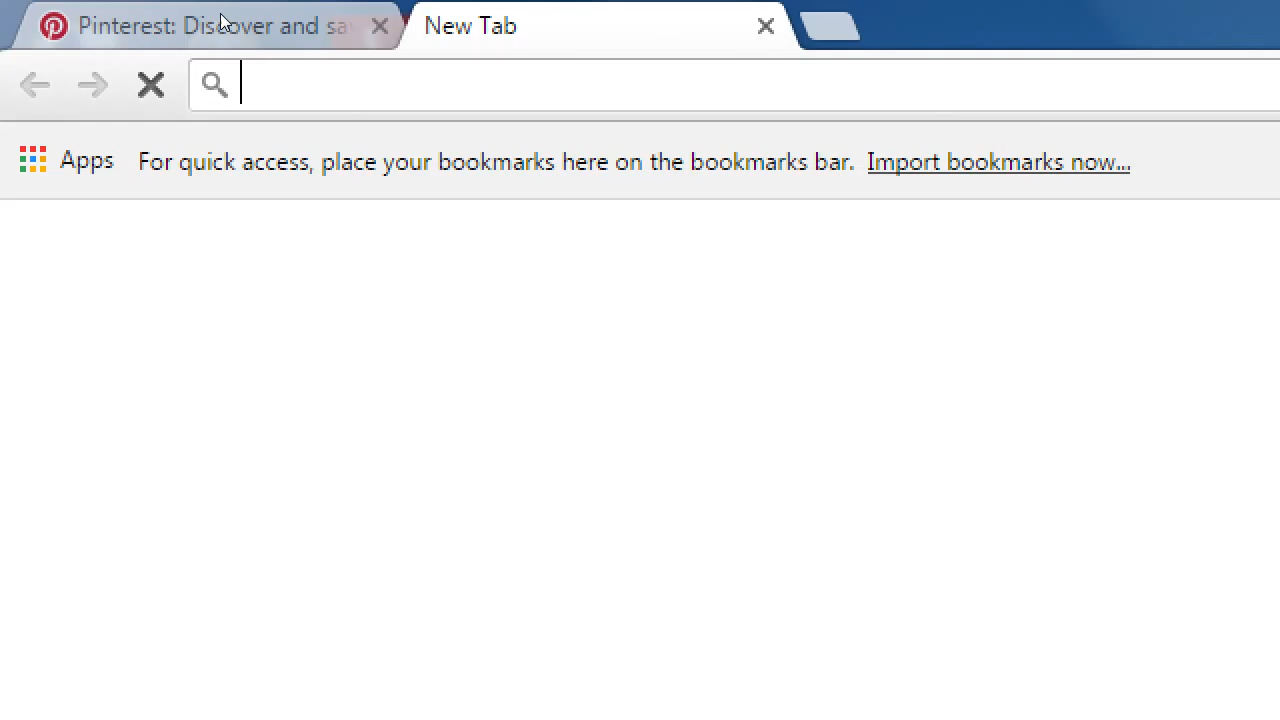 Pinterest: Discover and sav
New Tab
Apps
For quick access, place your bookmarks here on the bookmarks bar. Import bookmarks now...